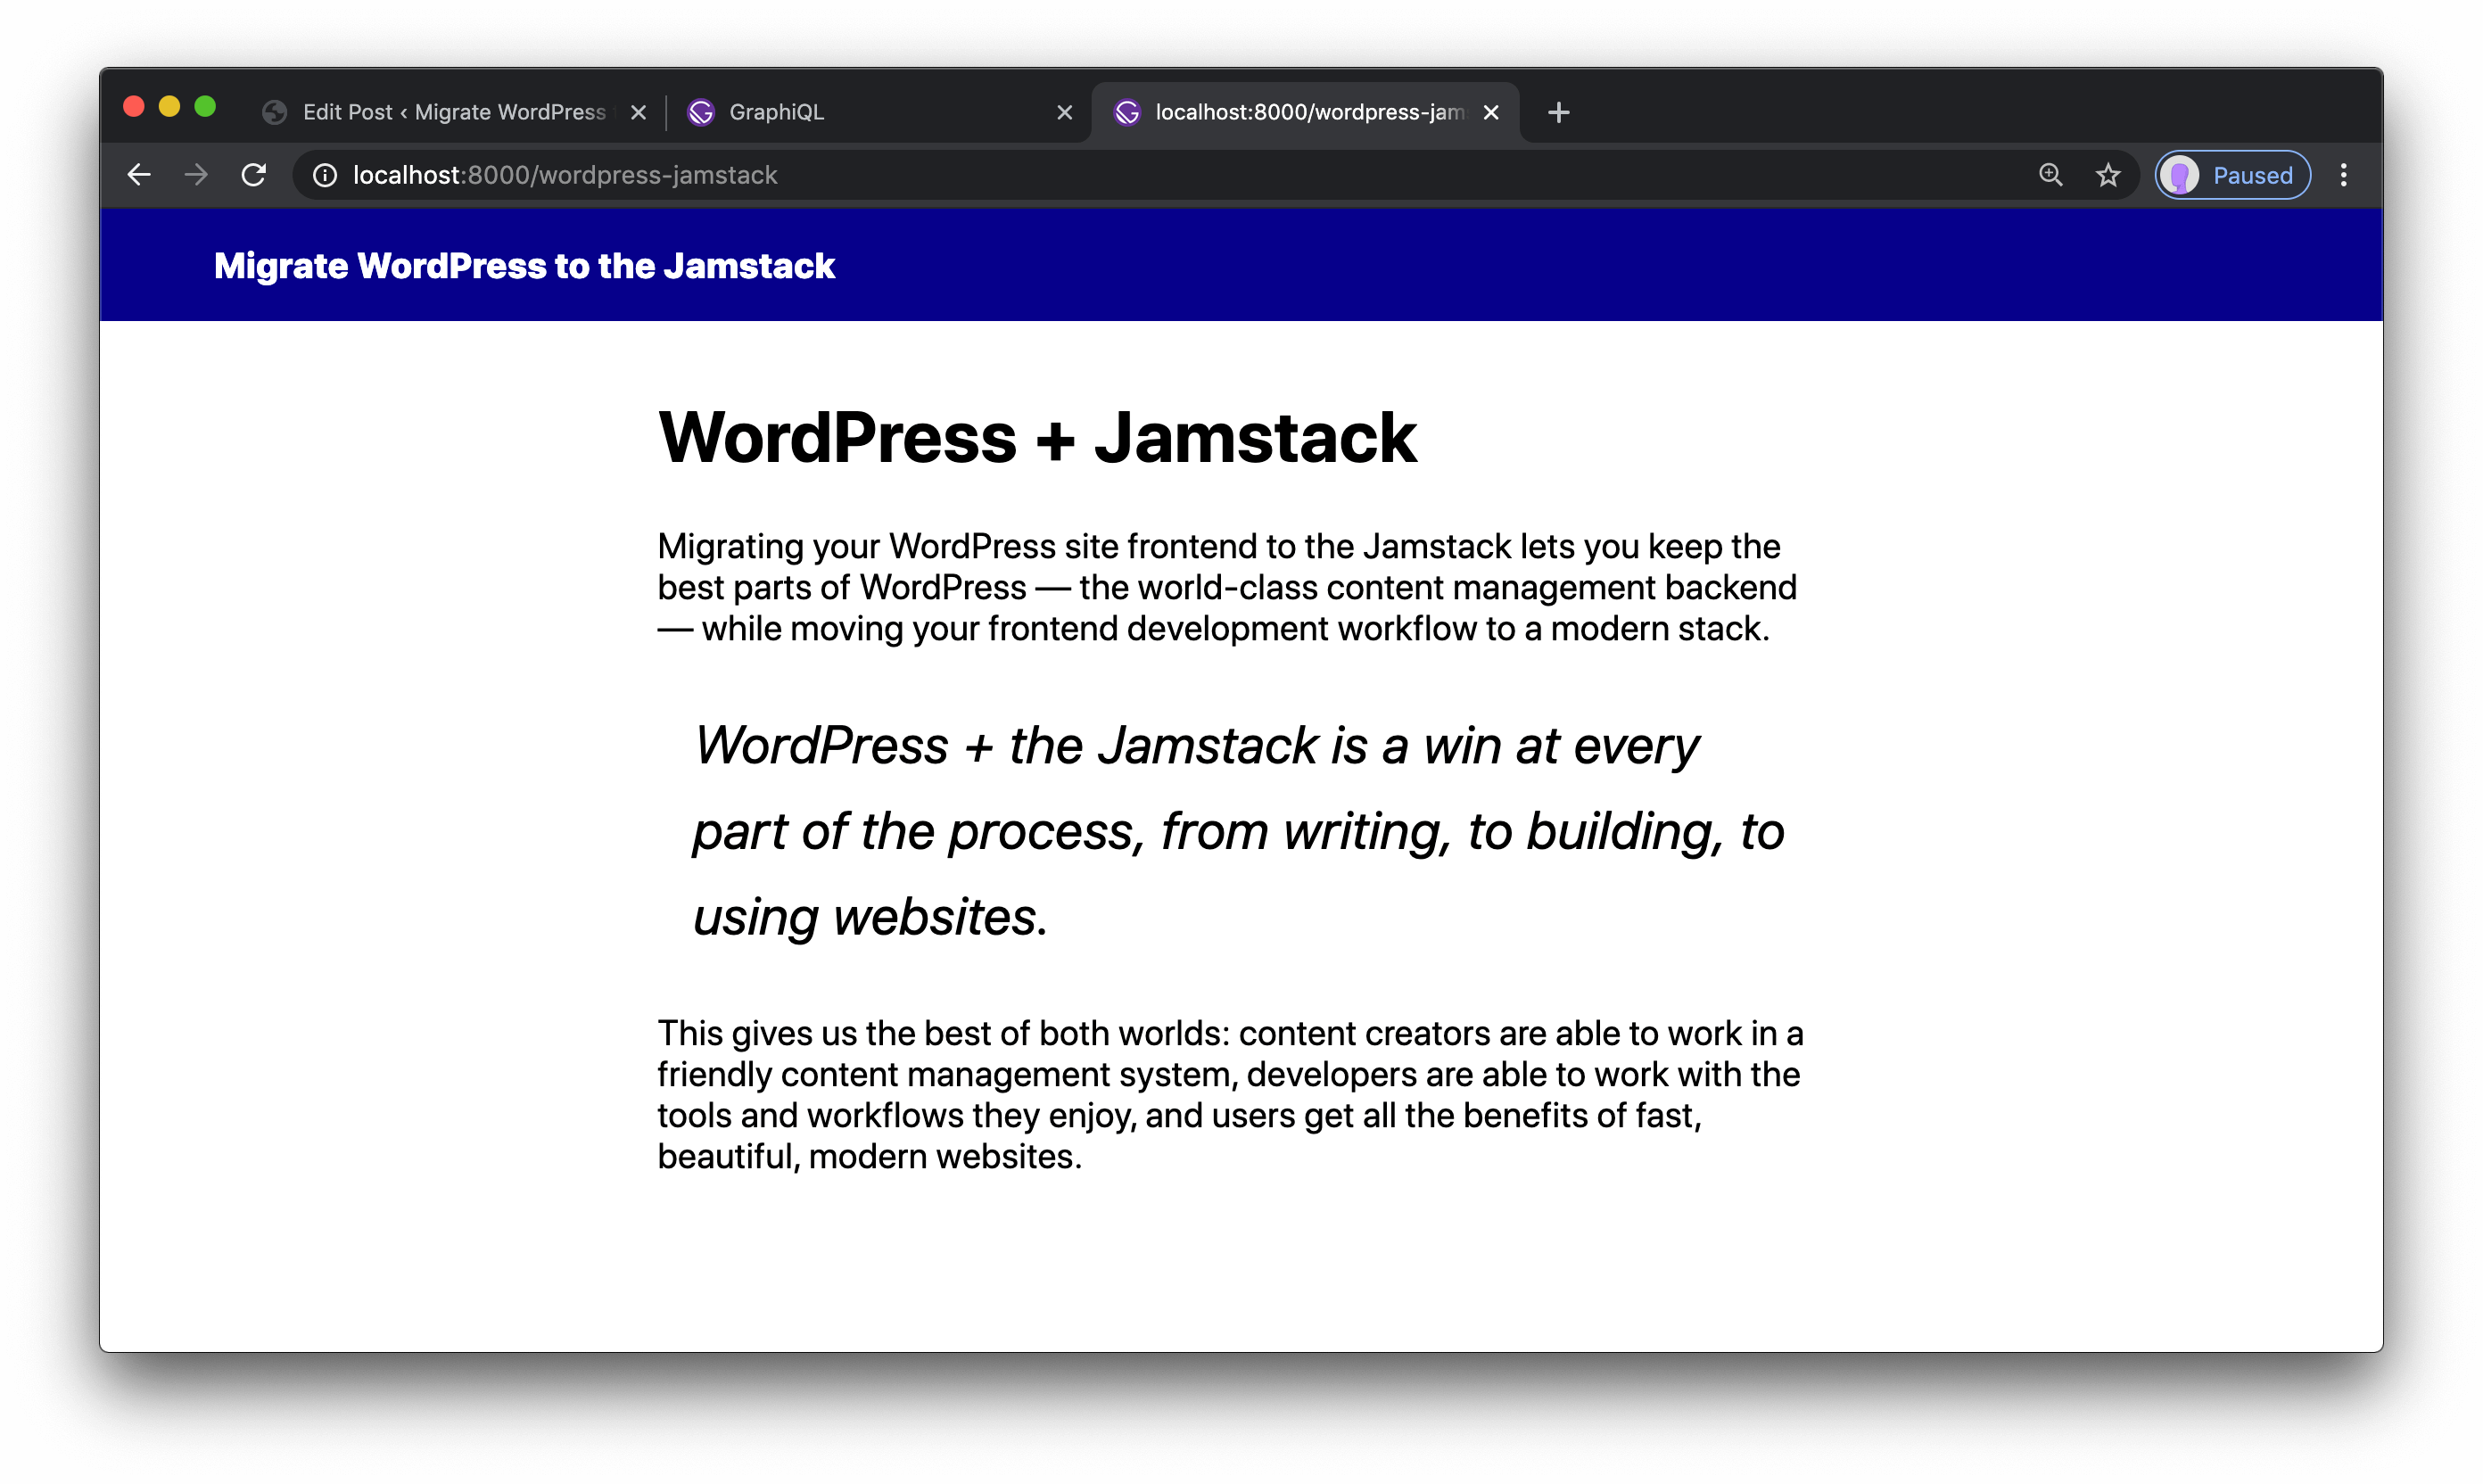 Edit Post ‹ Migrate WordPress
GraphiQL
localhost:8000/wordpress-jam
localhost:8000/wordpress-jamstack
Paused
Migrate WordPress to the Jamstack
WordPress + Jamstack
Migrating your WordPress site frontend to the Jamstack lets you keep the
best parts of WordPress — the world-class content management backend
— while moving your frontend development workflow to a modern stack.
WordPress + the Jamstack is a win at every
part of the process, from writing, to building, to
using websites.
This gives us the best of both worlds: content creators are able to work in a
friendly content management system, developers are able to work with the
tools and workflows they enjoy, and users get all the benefits of fast,
beautiful, modern websites.